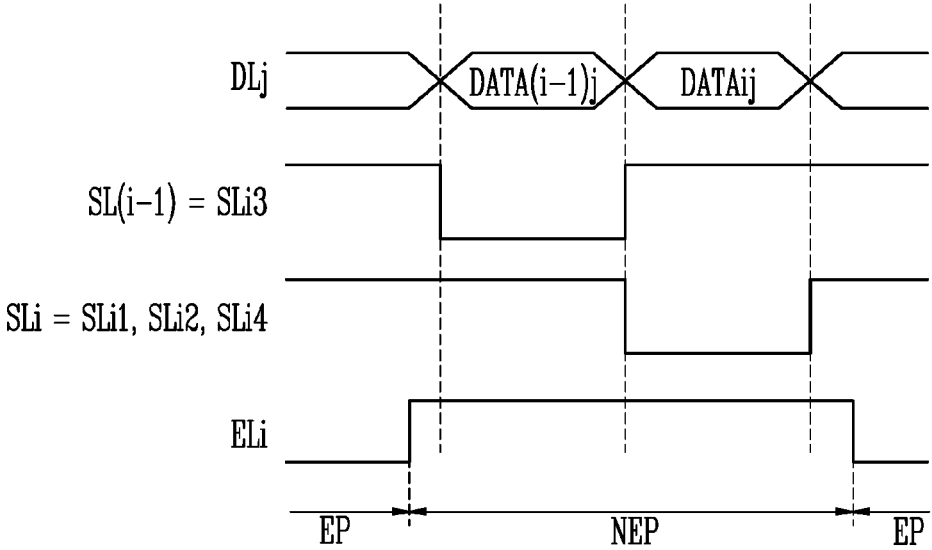 DLj
DATA(i-1)j
DATAij
SL(i-1) = SLi3
SLi = SLi1, SLi2, SLi4
ELi
EP
NEP
EP